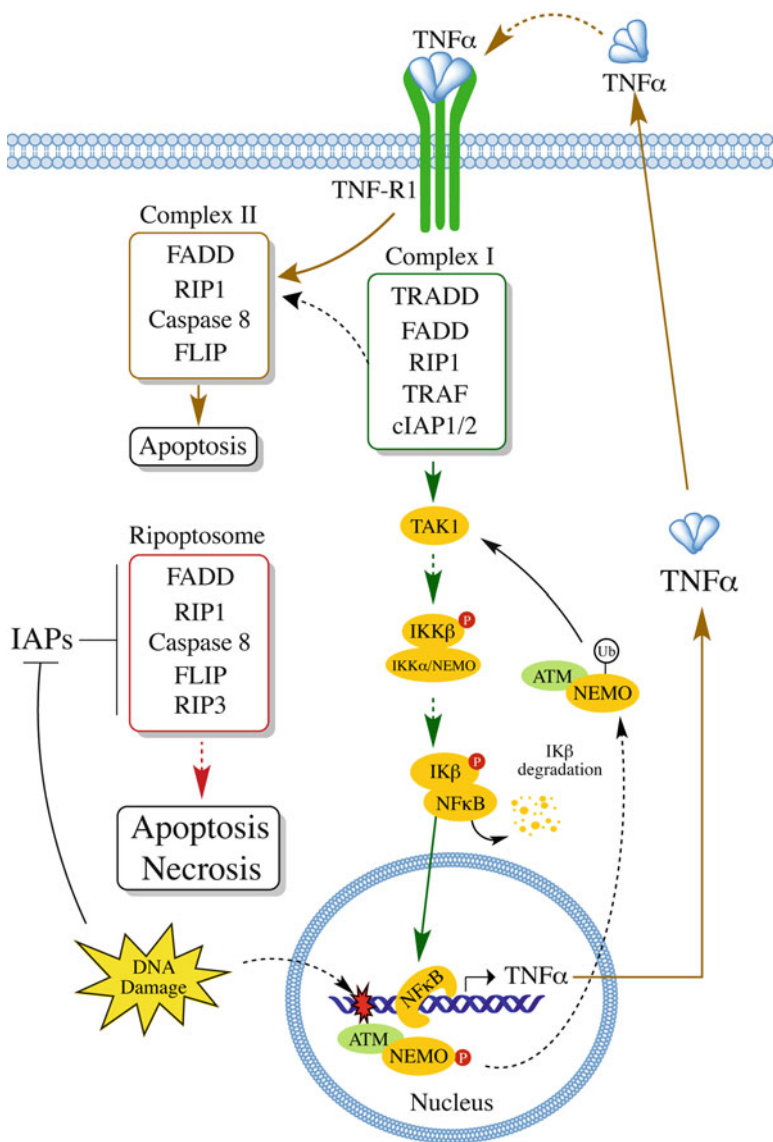 TNFα
TNFα
TNF-R1
Complex II
FADD
RIP1
Caspase 8
FLIP
Apoptosis
Complex I
TRADD
FADD
RIP1
TRAF
cIAP1/2
TAK1
P
IKKβ
IKKα/NEMO
P
IKβ
NFκB
IKβ
degradation
Ub
ATM
NEMO
TNFα
Ripoptosome
FADD
RIP1
Caspase 8
FLIP
RIP3
IAPs
Apoptosis
Necrosis
DNA
Damage
NFκB
TNFα
ATM
NEMO
P
Nucleus